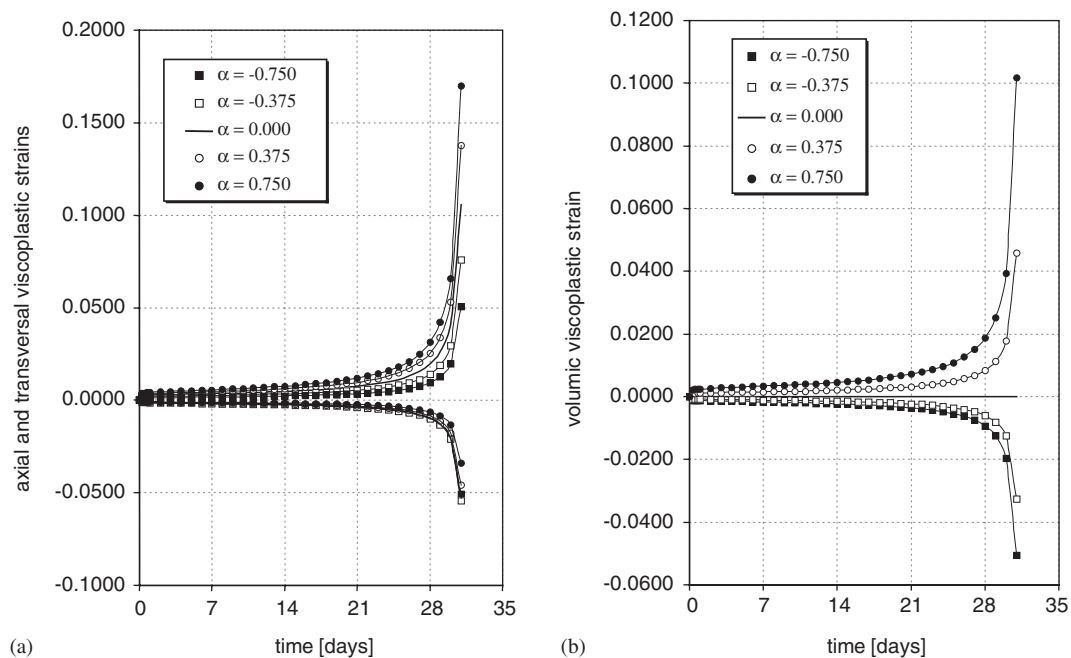 0.2000
0.1500
0.1000
0.0500
0.0000
-0.0500
-0.1000
axial and transversal viscoplastic strains
α = -0.750
α = -0.375
α = 0.000
α = 0.375
α = 0.750
0 7 14 21 28 35
(a) time [days]
0.1200
0.1000
0.0800
0.0600
0.0400
0.0200
0.0000
-0.0200
-0.0400
-0.0600
volumic viscoplastic strain
α = -0.750
α = -0.375
α = 0.000
α = 0.375
α = 0.750
0 7 14 21 28 35
(b) time [days]